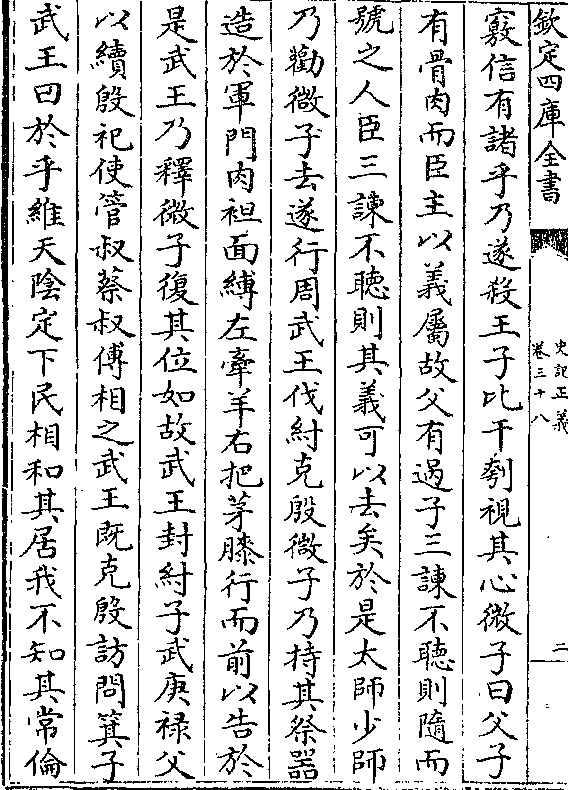 欽定四庫全書
史記正義
卷三十八
二
竅信有諸乎乃遂殺王子比干刳視其心微子曰父子
有骨肉而臣主以義屬故父有過子三諫不聽則隨而
號之人臣三諫不聽則其義可以去矣於是太師少師
乃勸微子去遂行周武王伐紂克殷微子乃持其祭器
造於軍門肉袒面縛左牽羊右把茅膝行而前以告於
是武王乃釋微子復其位如故武王封紂子武庚禄父
以續殷祀使管叔蔡叔傅相之武王既克殷訪問箕子
武王曰於乎維天陰定下民相和其居我不知其常倫